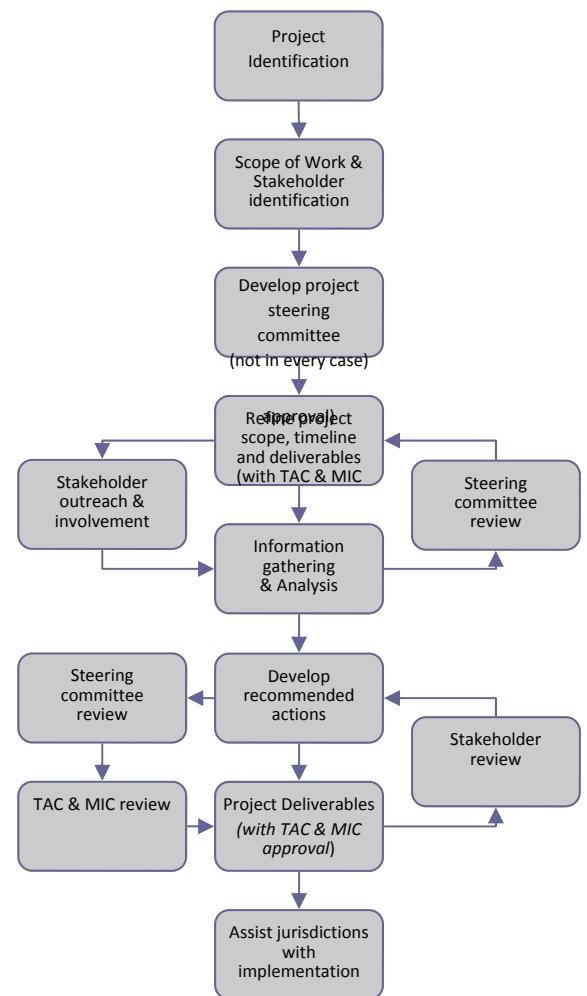 Project
Identification
Scope of Work &
Stakeholder
identification
Develop project
steering
committee
(not in every case)
approval)
Refine project
scope, timeline
and deliverables
(with TAC & MIC
Stakeholder
outreach &
involvement
Steering
committee
review
Information
gathering
& Analysis
Steering
committee
review
Develop
recommended
actions
Stakeholder
review
TAC & MIC review
Project Deliverables
(with TAC & MIC
approval)
Assist jurisdictions
with
implementation